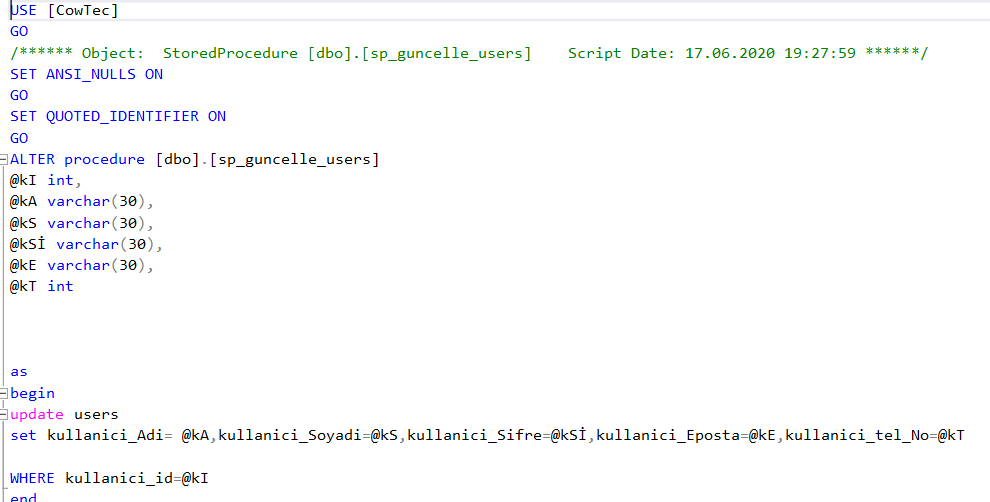 USE [CowTec]
GO
/****** Object:  StoredProcedure [dbo].[sp_guncelle_users]    Script Date: 17.06.2020 19:27:59 ******/
SET ANSI_NULLS ON
GO
SET QUOTED_IDENTIFIER ON
GO
ALTER procedure [dbo].[sp_guncelle_users]
@kI int,
@kA varchar(30),
@kS varchar(30),
@kSİ varchar(30),
@kE varchar(30),
@kT int
as
begin
update users
set kullanici_Adi= @kA,kullanici_Soyadi=@kS,kullanici_Sifre=@kSİ,kullanici_Eposta=@kE,kullanici_tel_No=@kT
WHERE kullanici_id=@kI
end